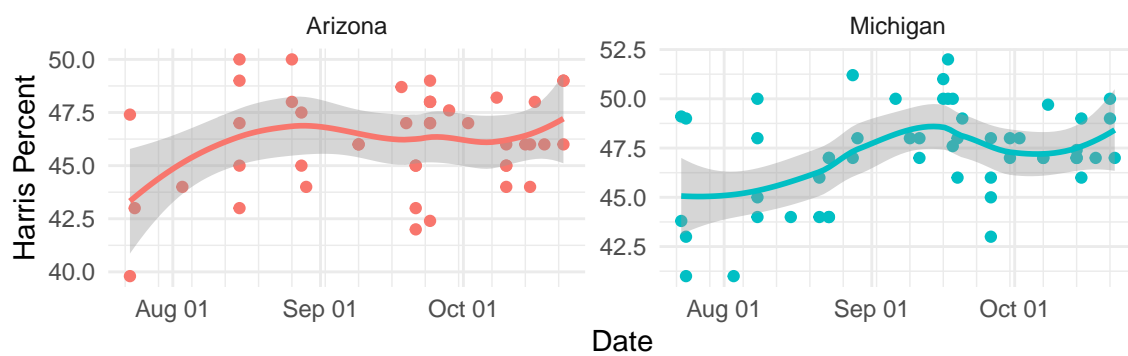 Arizona
Michigan
Harris Percent
50.0
47.5
45.0
42.5
40.0
52.5
50.0
47.5
45.0
42.5
Aug 01
Sep 01
Oct 01
Aug 01
Sep 01
Oct 01
Date